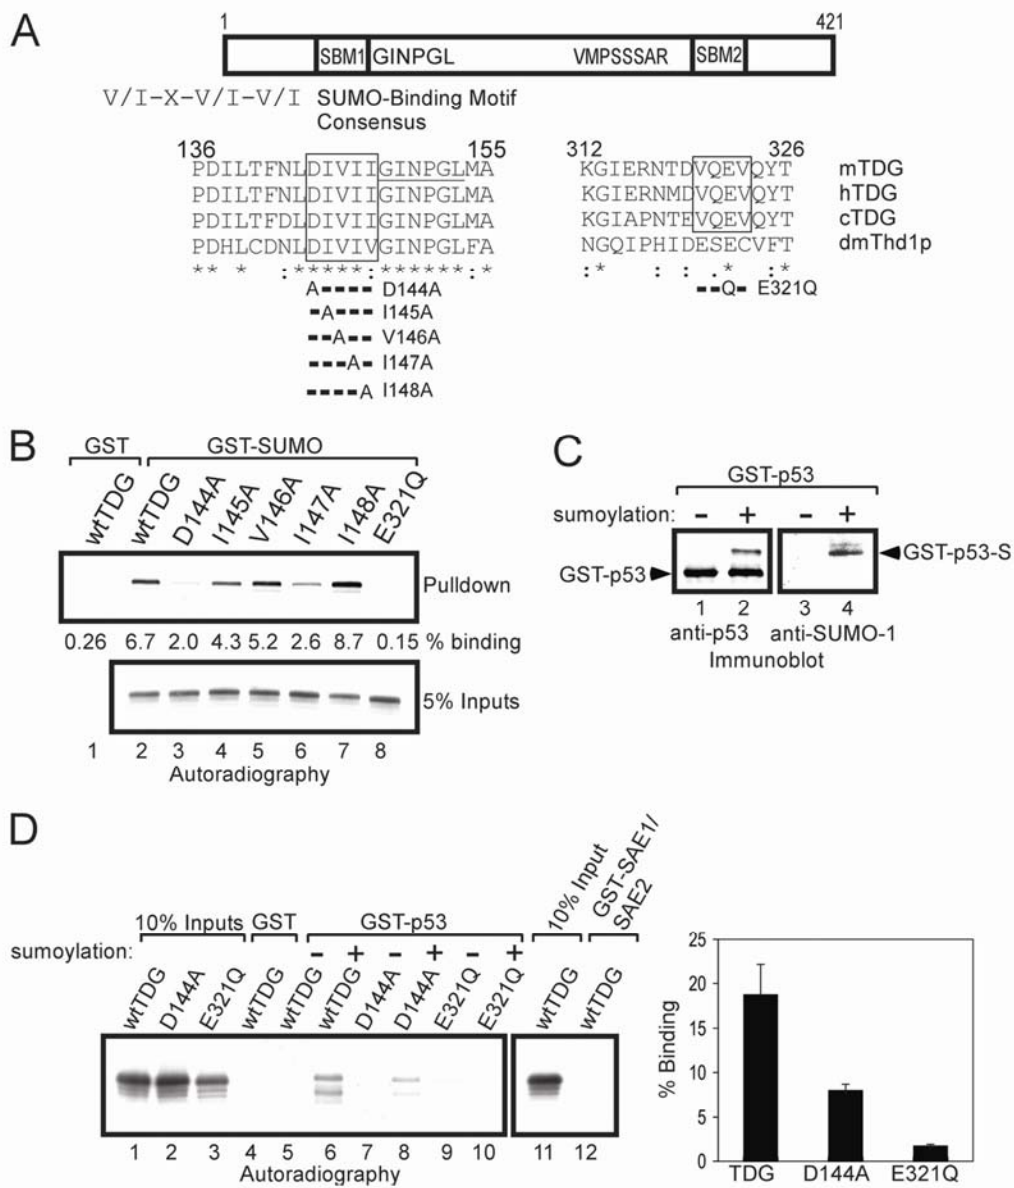 A
1 421
SBM1 GINPGL VMPSSSAR SBM2
V/I-X-V/I-V/I SUMO-Binding Motif
Consensus
136 155 312 326
PDILTFNLDIVIIGINPGLMA KGIERNTDVQEVQYT mTDG
PDILTFNLDIVIIGINPGLMA KGIERNMDVQEVQYT hTDG
PDILTFDLDIVIIGINPGLMA KGIAPNTEVQEVQYT cTDG
PDHLCDNLDIVIVGINPGLFA NGQIPHIDESECVFT dmThd1p
** * :*****:****** :* :* : . .* :*
A---- D144A --Q- E321Q
-A--- I145A
--A-- V146A
---A- I147A
----A I148A
B
GST GST-SUMO
wtTDG wtTDG D144A I145A V146A I147A I148A E321Q
Pulldown
0.26 6.7 2.0 4.3 5.2 2.6 8.7 0.15 % binding
5% Inputs
1 2 3 4 5 6 7 8
Autoradiography
C
GST-p53
sumoylation: - + - +
GST-p53 GST-p53-S
1 2 3 4
anti-p53 anti-SUMO-1
Immunoblot
D
10% Inputs GST GST-p53 10% Input GST-SAE1/
SAE2
sumoylation: - + - + - +
wtTDG D144A E321Q wtTDG wtTDG wtTDG D144A D144A E321Q E321Q wtTDG wtTDG
1 2 3 4 5 6 7 8 9 10 11 12
Autoradiography
% Binding
25
20
15
10
5
0
TDG D144A E321Q